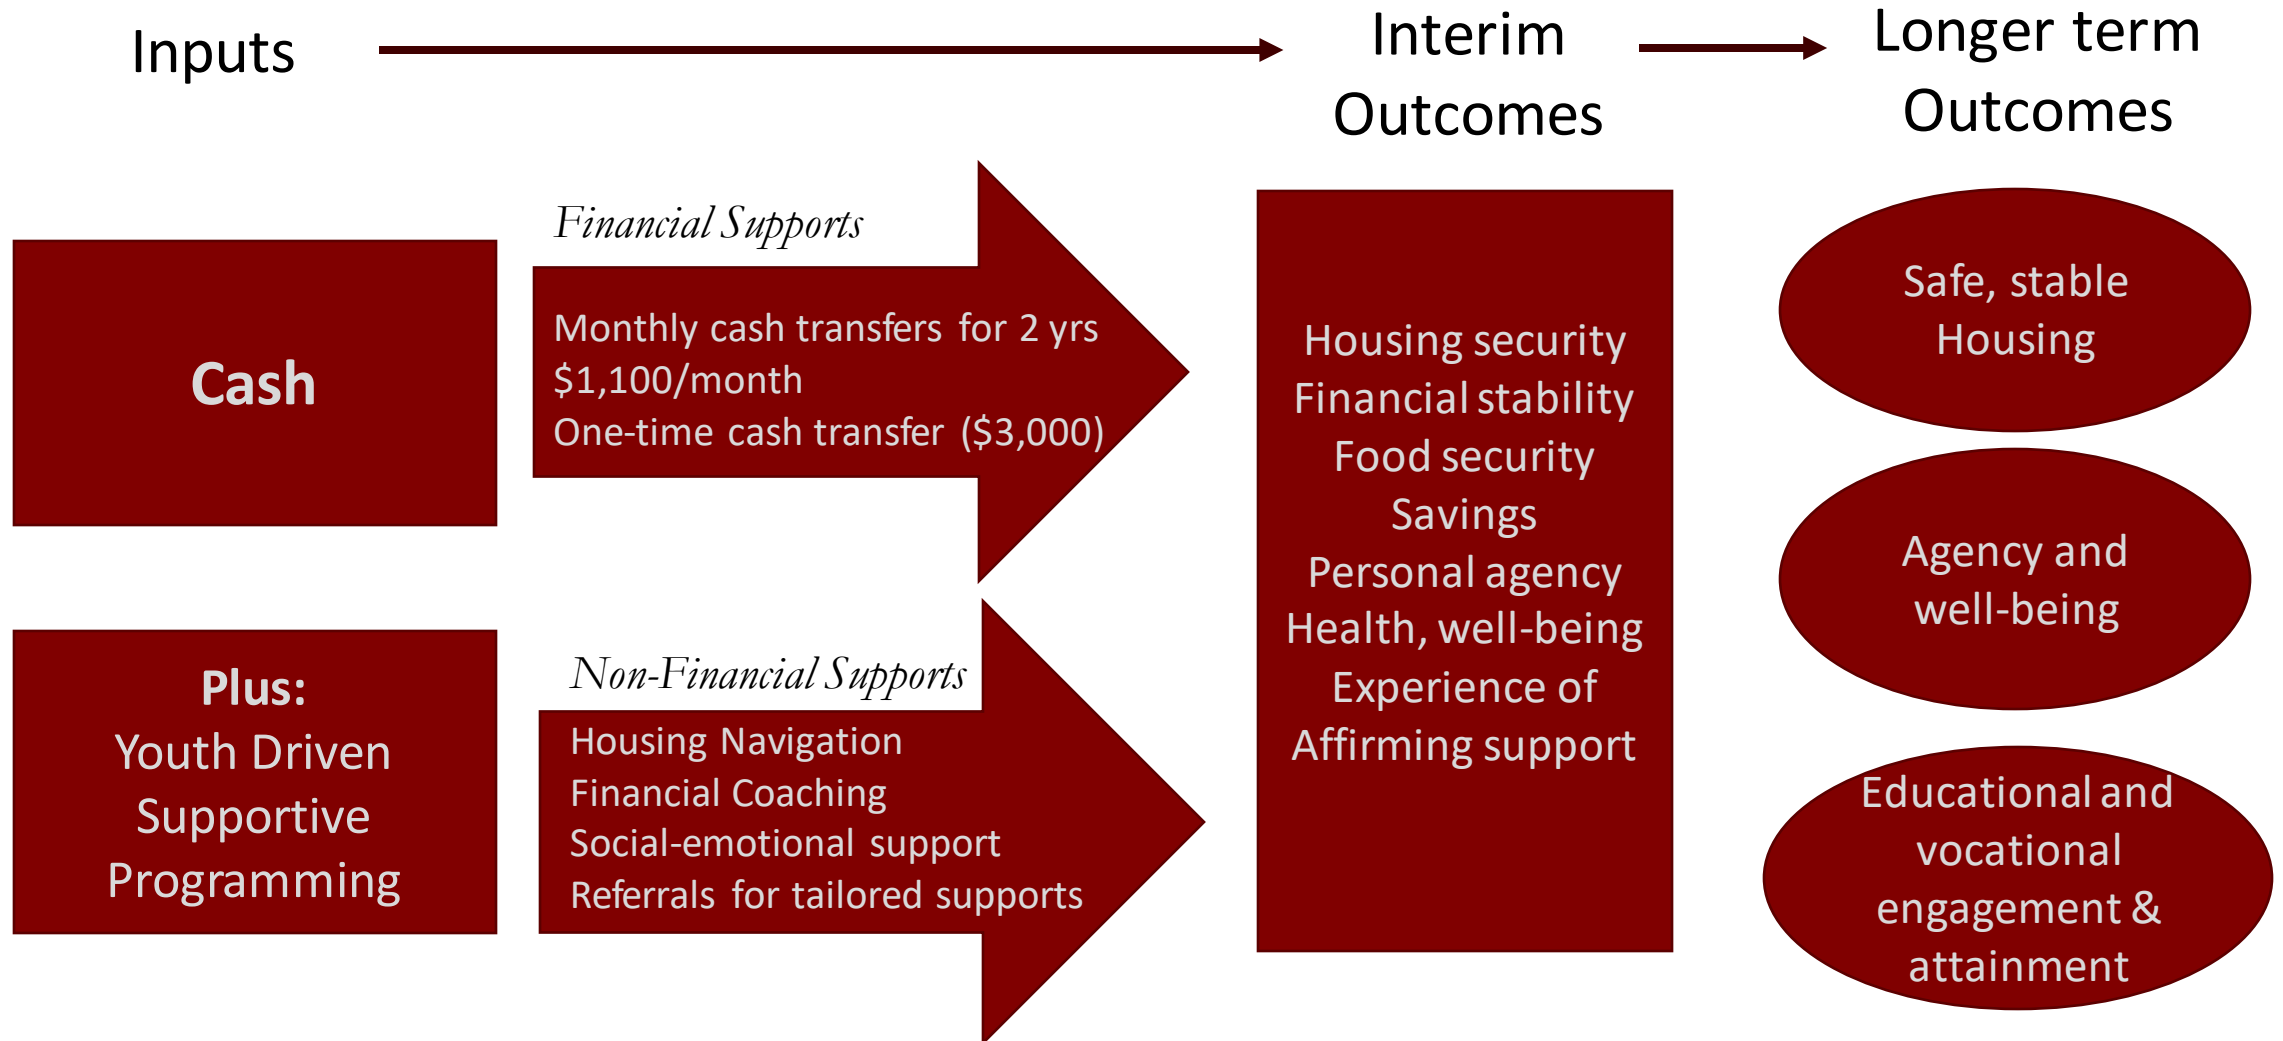 Inputs
Interim
Outcomes
Longer term
Outcomes
Cash
Financial Supports
Monthly cash transfers for 2 yrs
$1,100/month
One-time cash transfer ($3,000)
Plus:
Youth Driven
Supportive
Programming
Non-Financial Supports
Housing Navigation
Financial Coaching
Social-emotional support
Referrals for tailored supports
Housing security
Financial stability
Food security
Savings
Personal agency
Health, well-being
Experience of
Affirming support
Safe, stable
Housing
Agency and
well-being
Educational and
vocational
engagement &
attainment